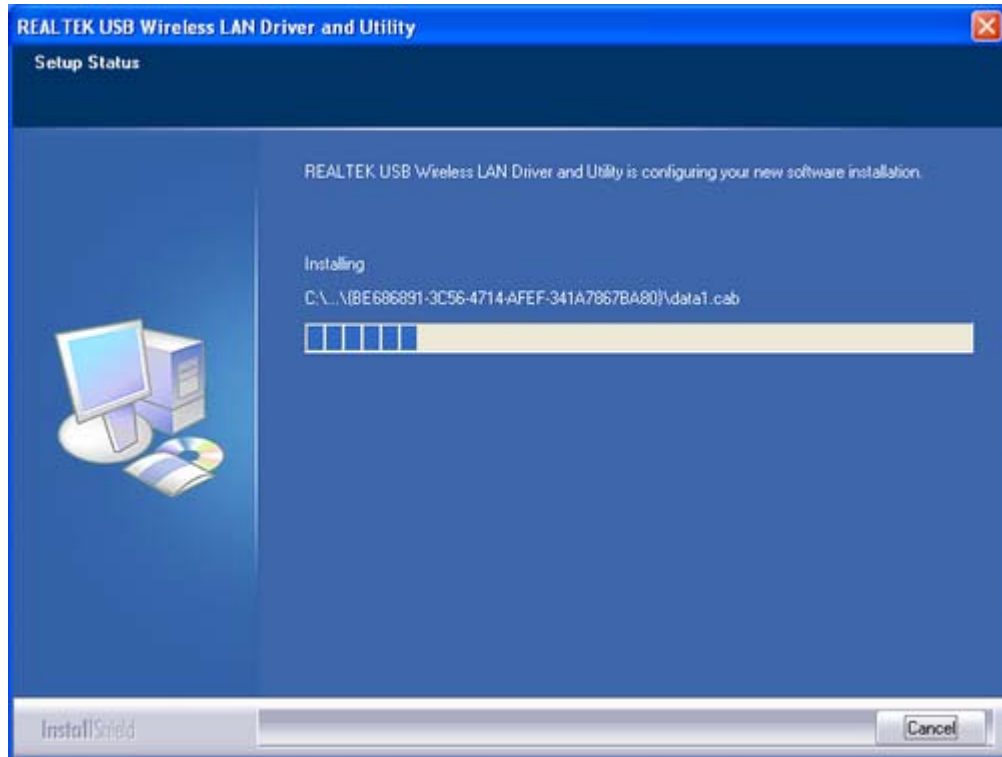 REALTEK USB Wireless LAN Driver and Utility
Setup Status
REALTEK USB Wireless LAN Driver and Utility is configuring your new software installation.
Installing
C:\...\{BE686891-3C56-4714-AFEF-341A7867BA80}\data1.cab
InstallShield
Cancel